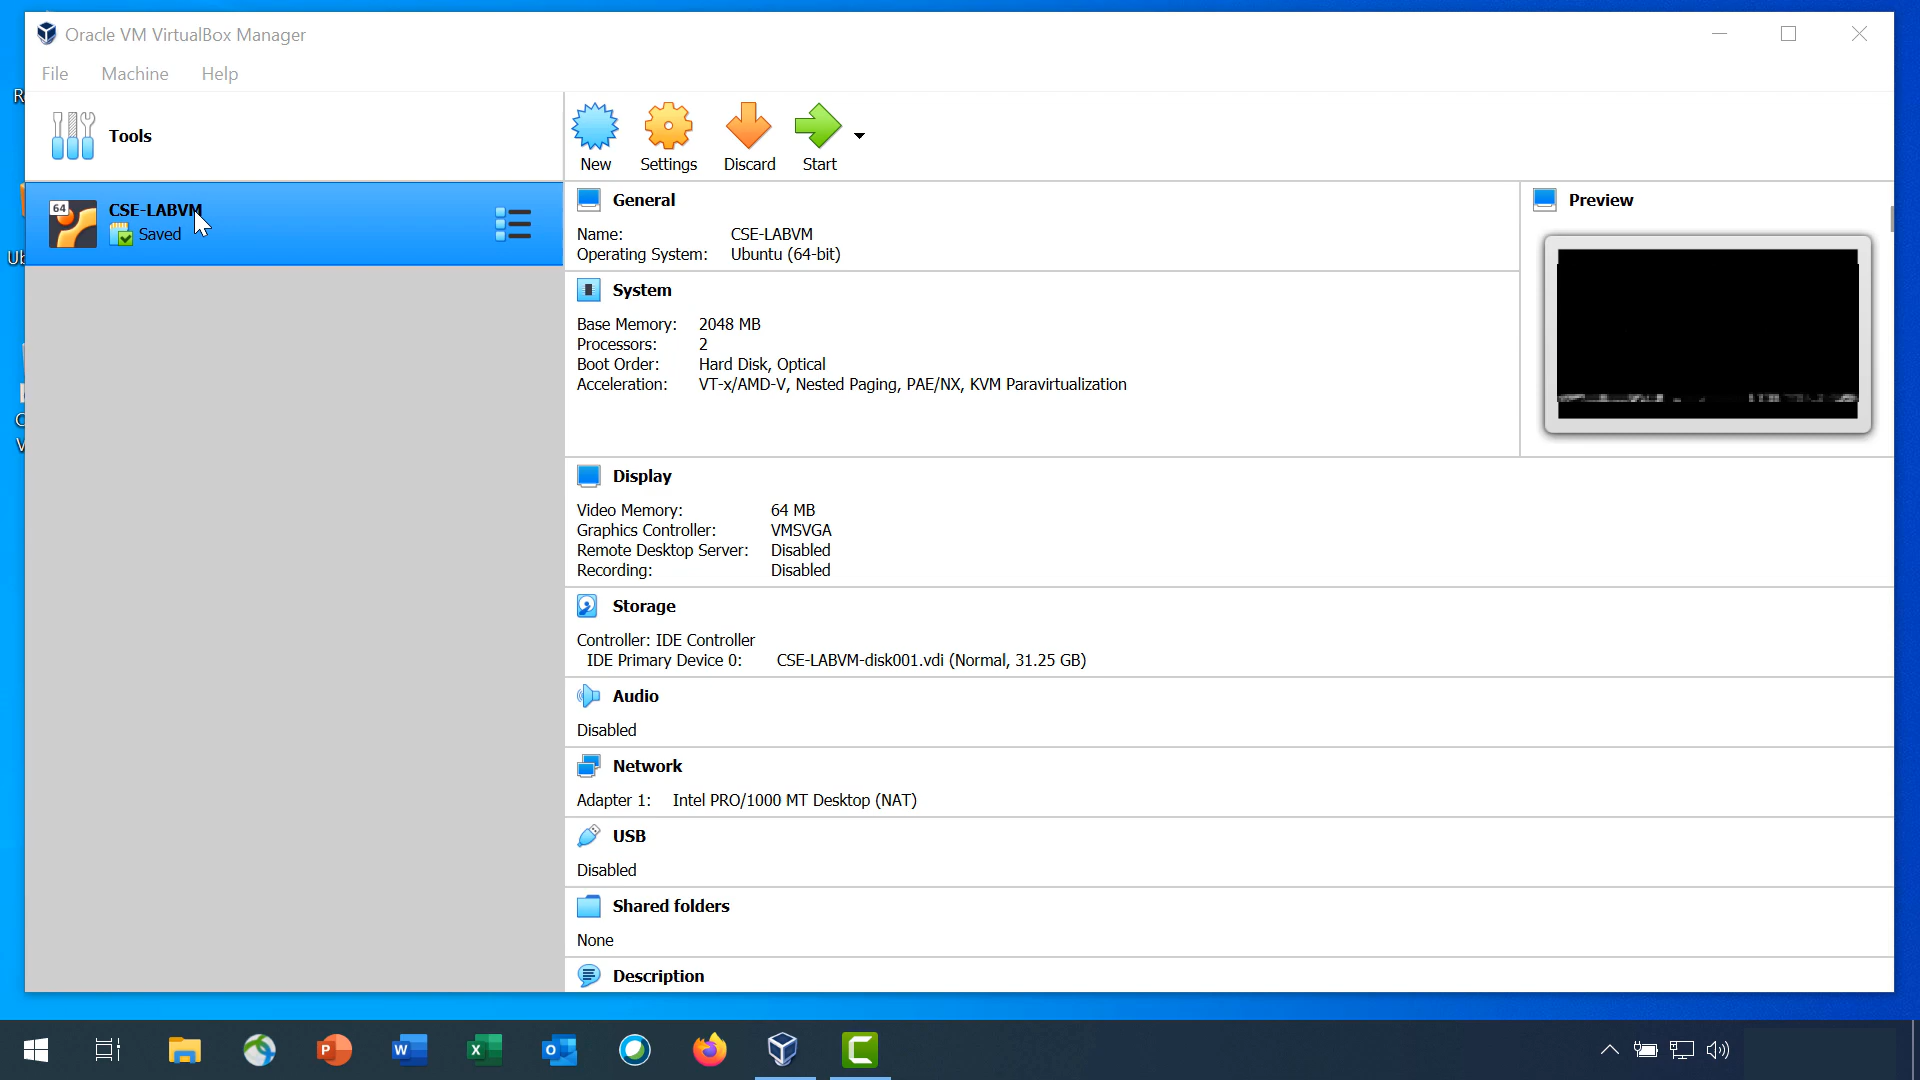 Oracle VM VirtualBox Manager
File Machine Help
Tools
New Settings Discard Start
64 CSE-LABVM
Saved
General
Name: CSE-LABVM
Operating System: Ubuntu (64-bit)
Preview
System
Base Memory: 2048 MB
Processors: 2
Boot Order: Hard Disk, Optical
Acceleration: VT-x/AMD-V, Nested Paging, PAE/NX, KVM Paravirtualization
Display
Video Memory: 64 MB
Graphics Controller: VMSVGA
Remote Desktop Server: Disabled
Recording: Disabled
Storage
Controller: IDE Controller
IDE Primary Device 0: CSE-LABVM-disk001.vdi (Normal, 31.25 GB)
Audio
Disabled
Network
Adapter 1: Intel PRO/1000 MT Desktop (NAT)
USB
Disabled
Shared folders
None
Description